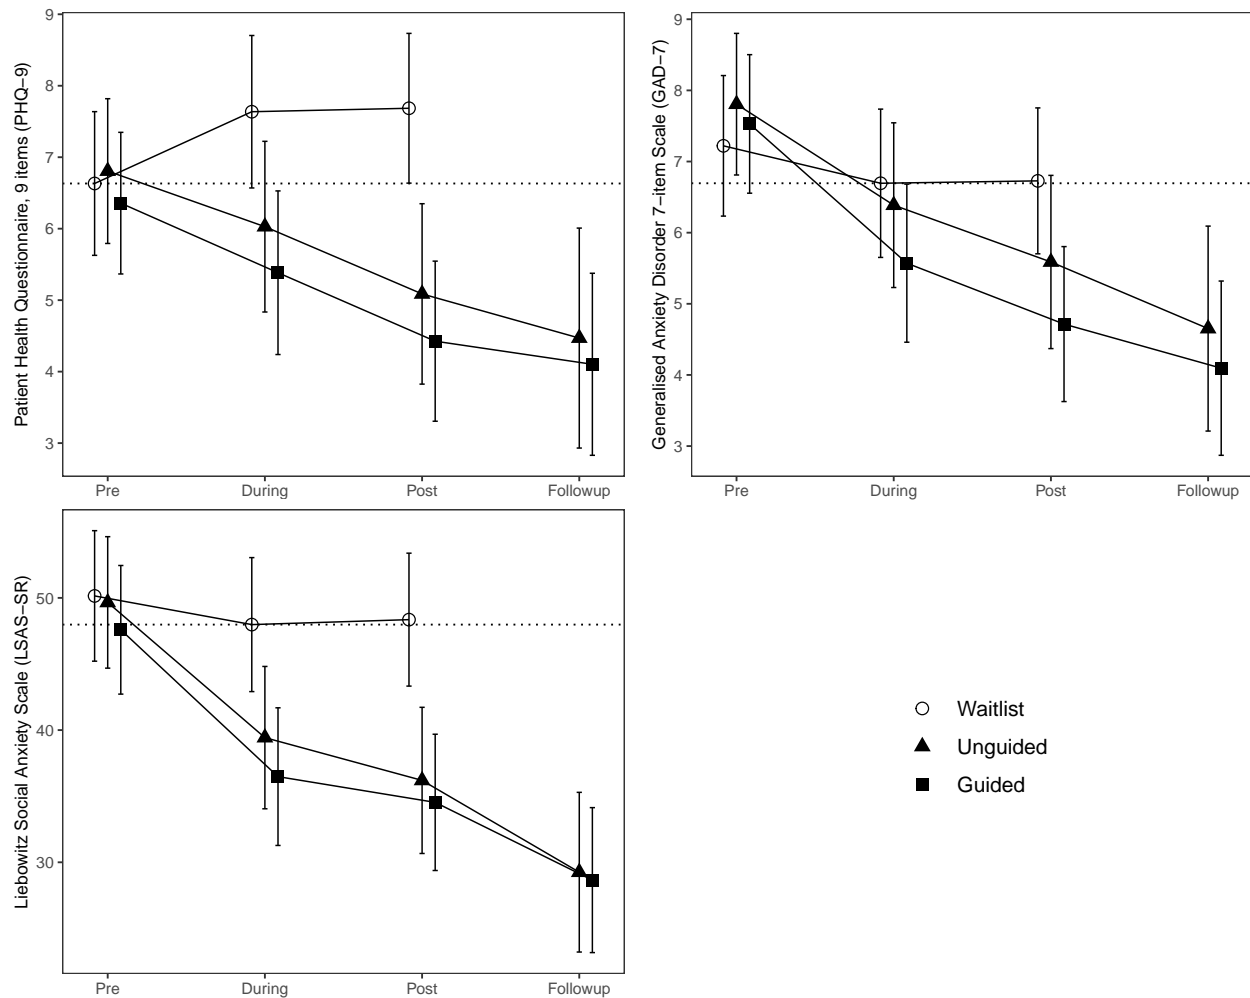 Patient Health Questionnaire, 9 items (PHQ−9)
9
8
7
6
5
4
3
Pre
During
Post
Followup
Generalised Anxiety Disorder 7−item Scale (GAD−7)
9
8
7
6
5
4
3
Pre
During
Post
Followup
Liebowitz Social Anxiety Scale (LSAS−SR)
50
40
30
Pre
During
Post
Followup
Waitlist
Unguided
Guided